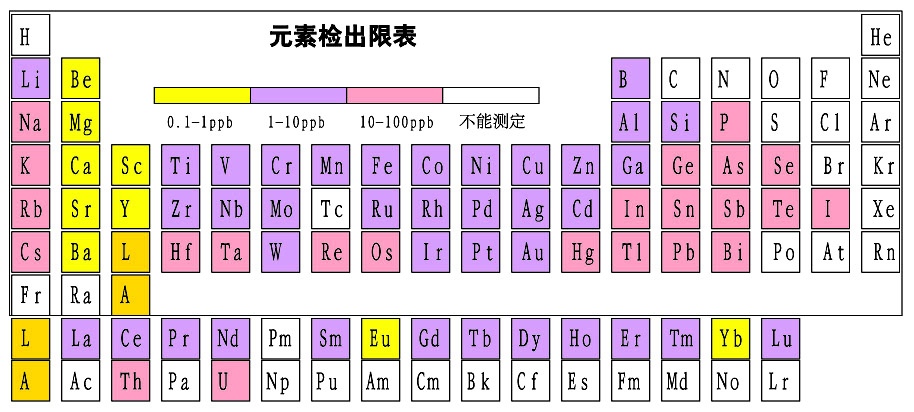 H 元素检出限表 He
Li Be B C N O F Ne
0.1-1ppb 1-10ppb 10-100ppb 不能测定
Na Mg Al Si P S Cl Ar
K Ca Sc Ti V Cr Mn Fe Co Ni Cu Zn Ga Ge As Se Br Kr
Rb Sr Y Zr Nb Mo Tc Ru Rh Pd Ag Cd In Sn Sb Te I Xe
Cs Ba L Hf Ta W Re Os Ir Pt Au Hg Tl Pb Bi Po At Rn
Fr Ra A
L La Ce Pr Nd Pm Sm Eu Gd Tb Dy Ho Er Tm Yb Lu
A Ac Th Pa U Np Pu Am Cm Bk Cf Es Fm Md No Lr